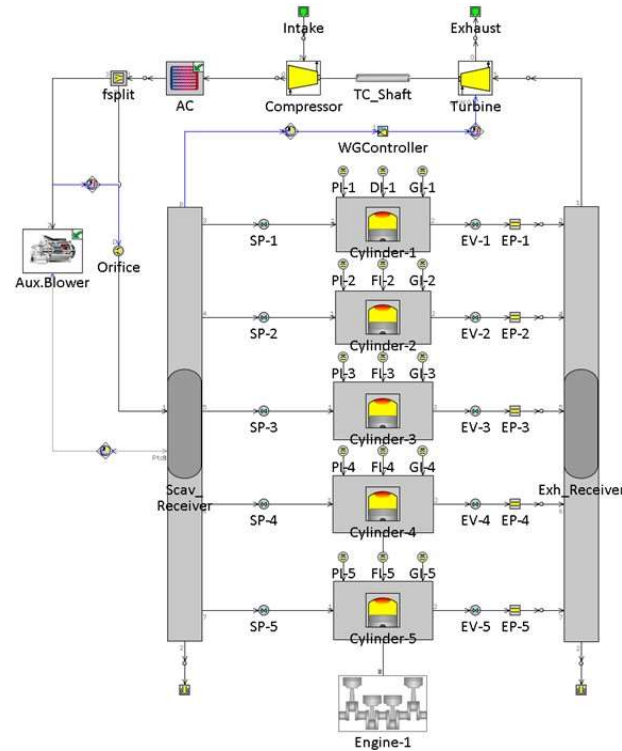 Intake
Exhaust
fsplit
AC
Compressor
TC_Shaft
Turbine
WGController
PI-1 DI-1 GI-1
SP-1
Cylinder-1
EV-1 EP-1
Aux.Blower
Orifice
PI-2 FI-2 GI-2
SP-2
Cylinder-2
EV-2 EP-2
PI-3 FI-3 GI-3
SP-3
Cylinder-3
EV-3 EP-3
PI-4 FI-4 GI-4
Scav_
Receiver
Exh_Receiver
SP-4
Cylinder-4
EV-4 EP-4
PI-5 FI-5 GI-5
SP-5
Cylinder-5
EV-5 EP-5
Engine-1